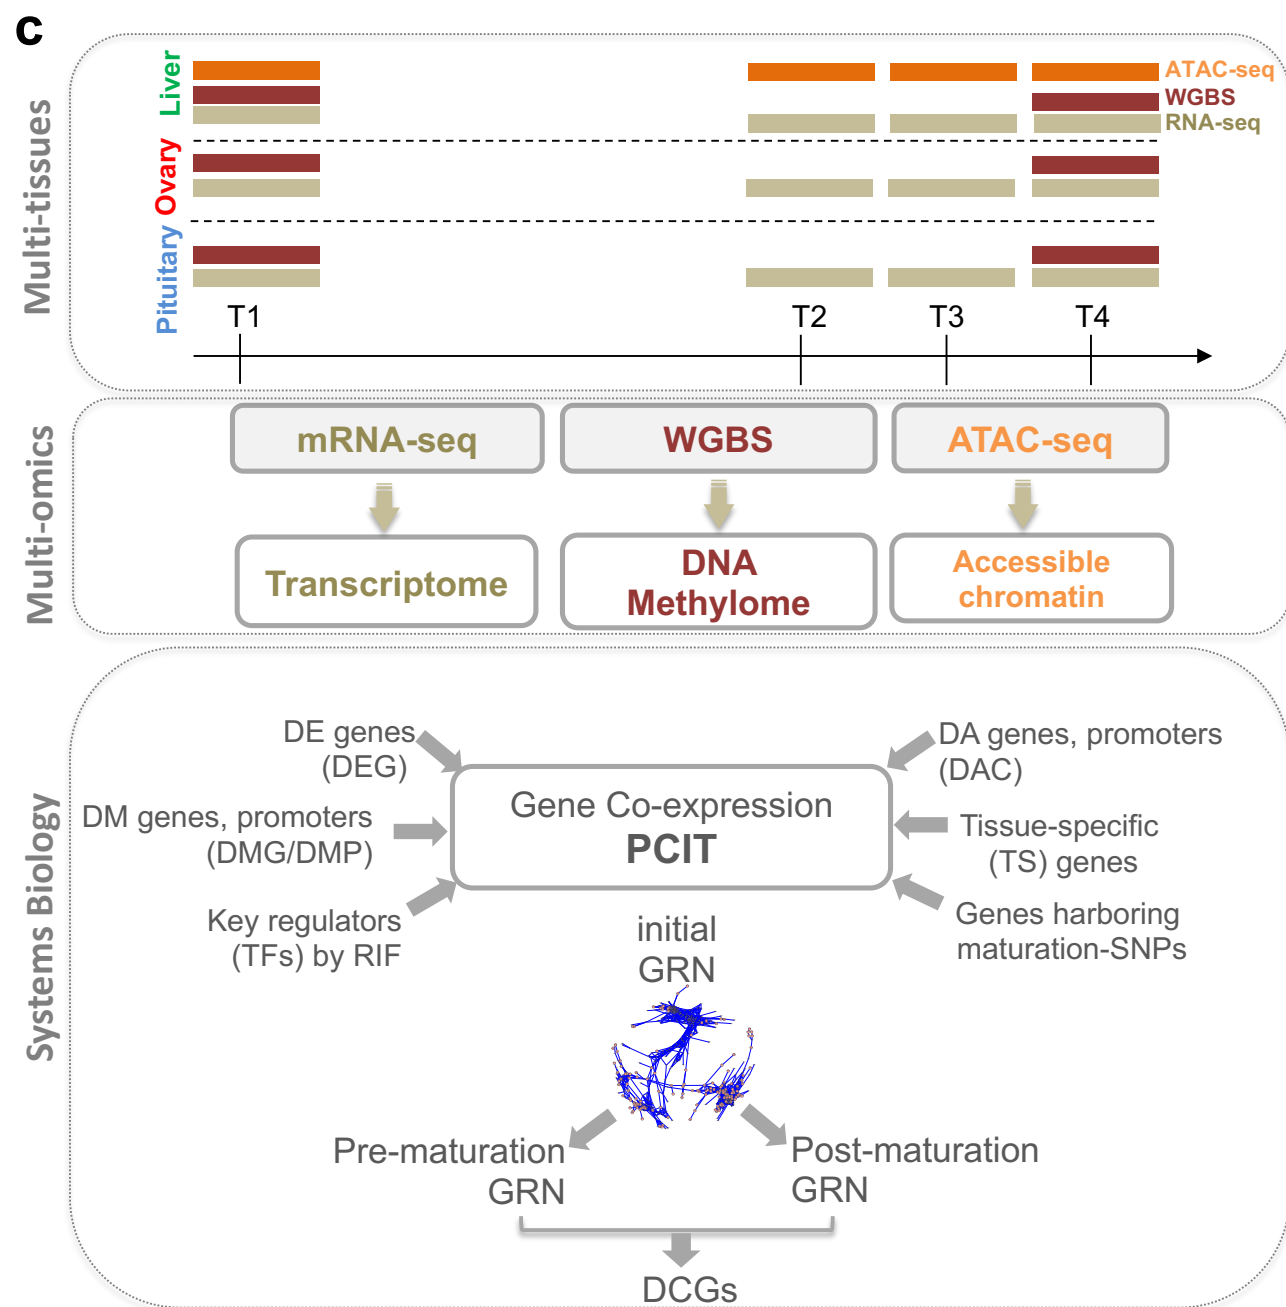 c
Multi-tissues
Liver
Ovary
Pituitary
ATAC-seq
WGBS
RNA-seq
T1
T2
T3
T4
Multi-omics
mRNA-seq
WGBS
ATAC-seq
Transcriptome
DNA
Methylome
Accessible
chromatin
Systems Biology
DE genes
(DEG)
DM genes, promoters
(DMG/DMP)
Key regulators
(TFs) by RIF
Gene Co-expression
PCIT
DA genes, promoters
(DAC)
Tissue-specific
(TS) genes
Genes harboring
maturation-SNPs
initial
GRN
Pre-maturation
GRN
Post-maturation
GRN
DCGs